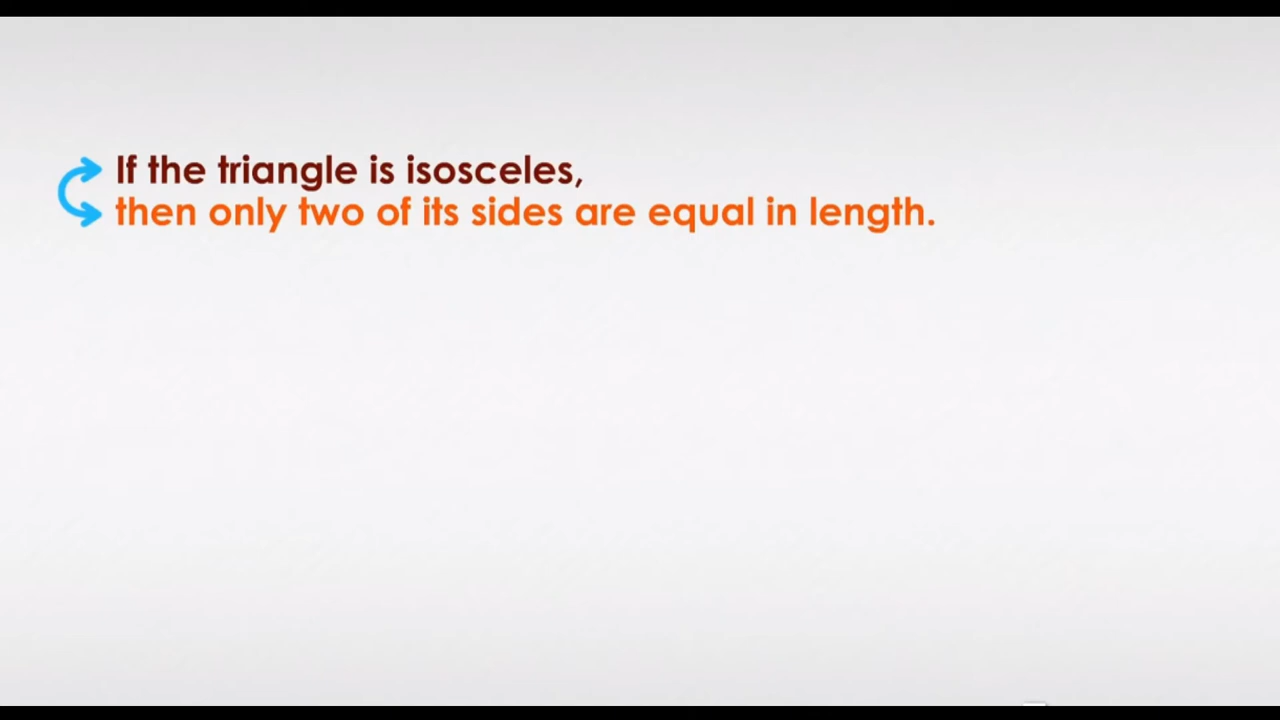 If the triangle is isosceles,
then only two of its sides are equal in length.